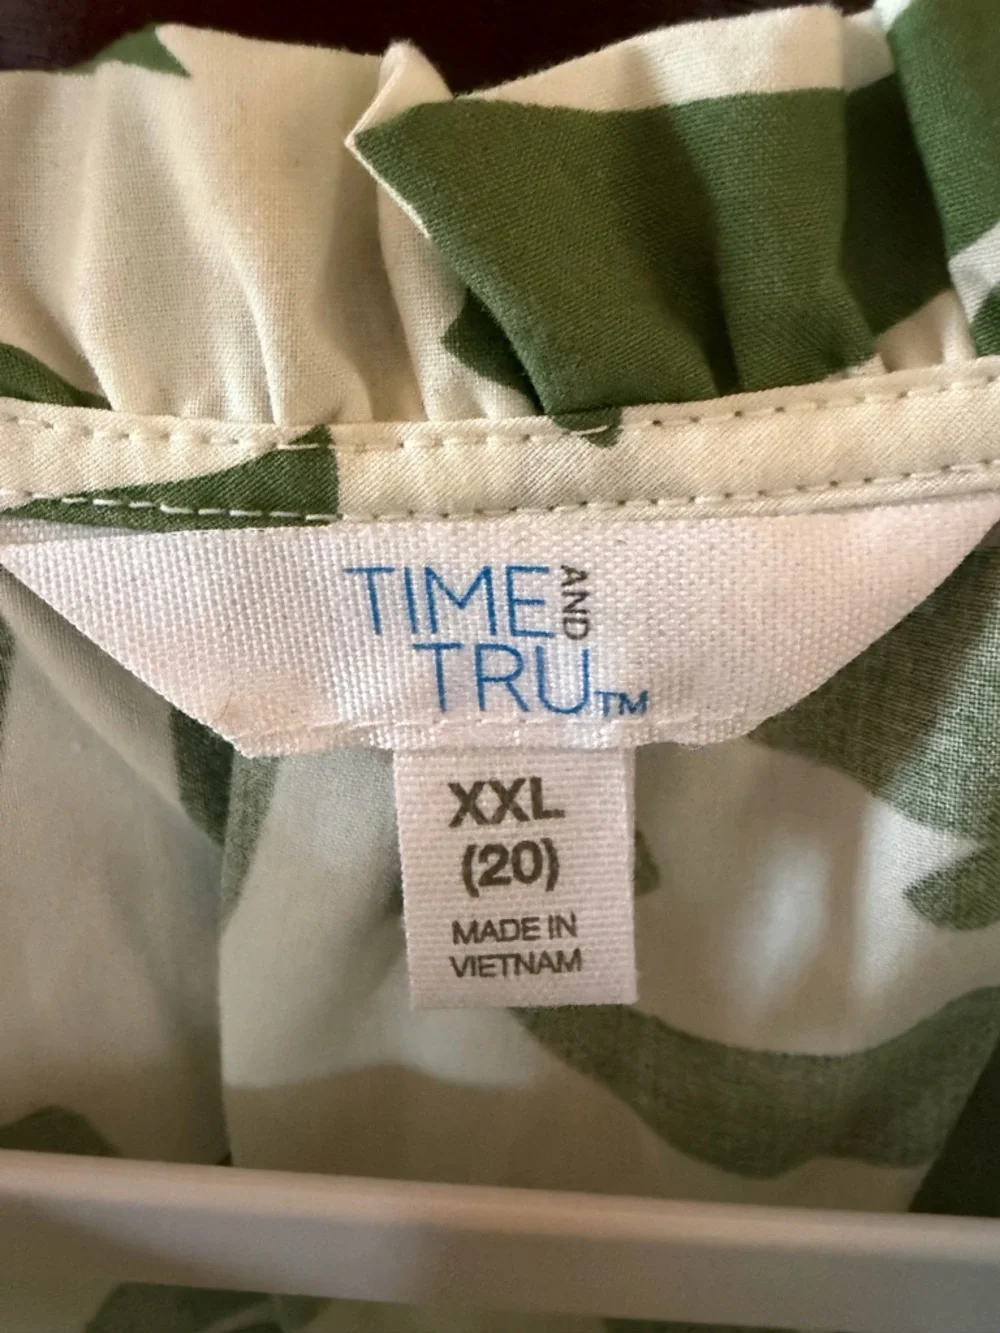 TIME AND
TRU™
XXL
(20)
MADE IN
VIETNAM